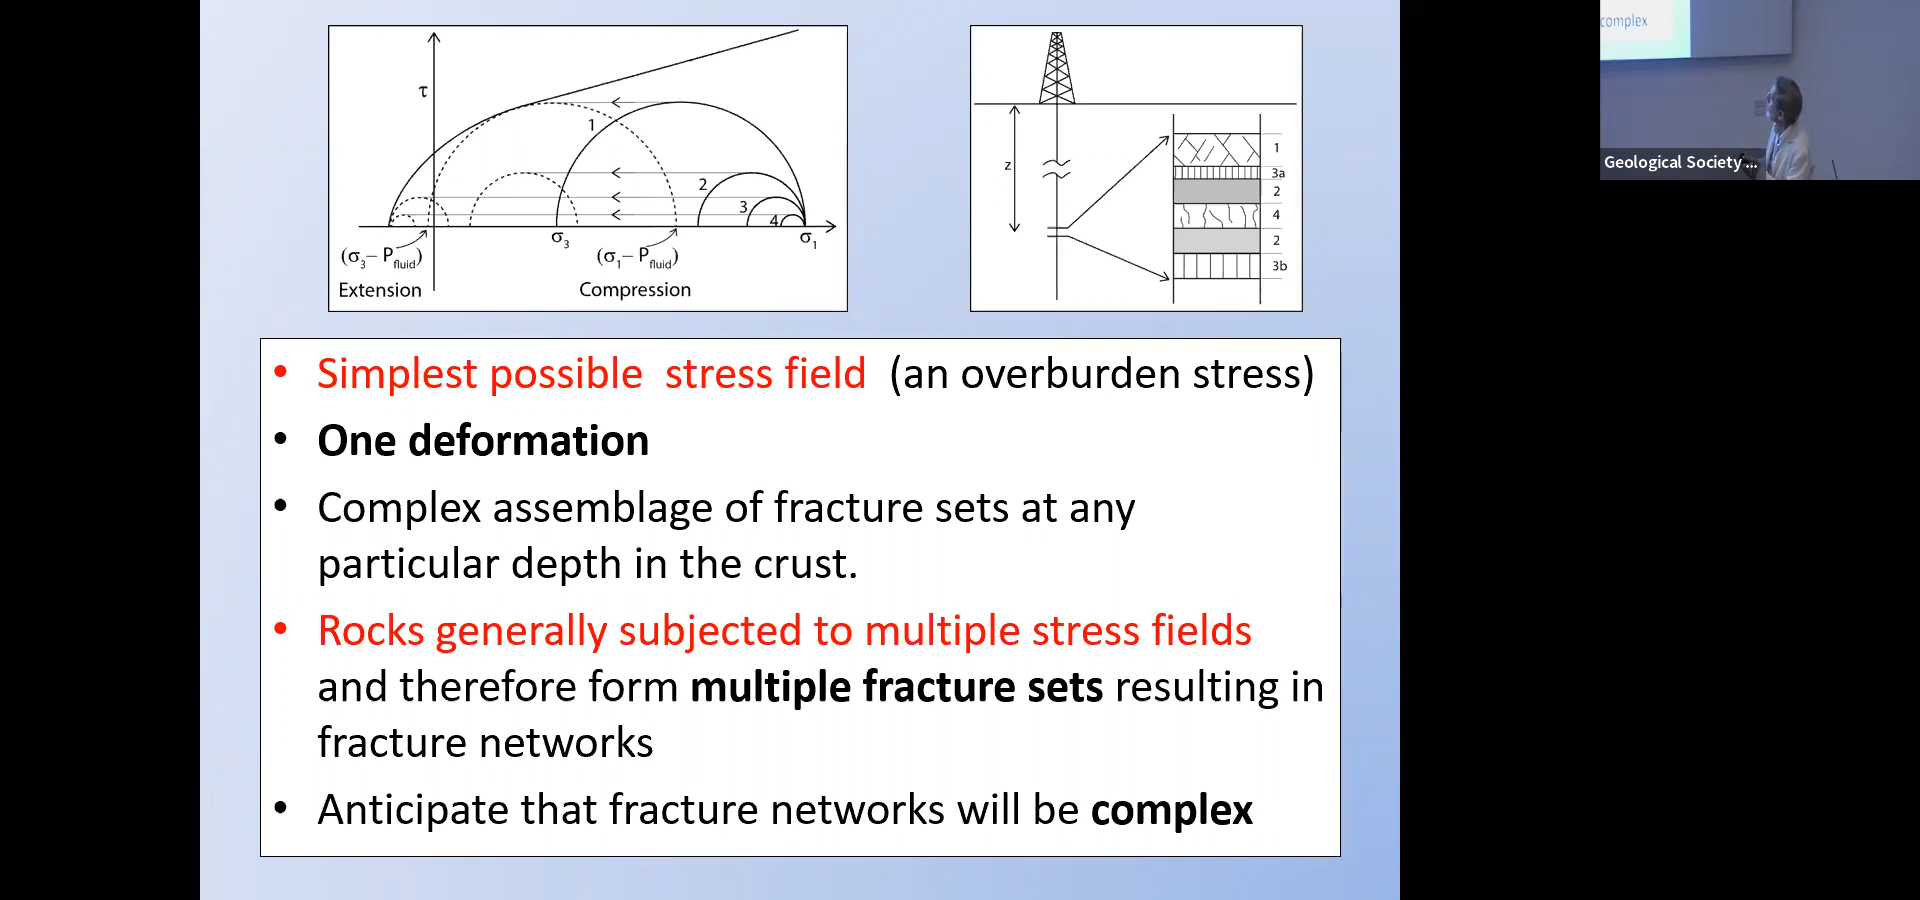 τ
1
2
3
4
σ3
σ1
(σ3– Pfluid)
(σ1– Pfluid)
Extension
Compression
z
1
3a
2
4
2
3b
complex
Geological Society ...
• Simplest possible stress field (an overburden stress)
• One deformation
• Complex assemblage of fracture sets at any
particular depth in the crust.
• Rocks generally subjected to multiple stress fields
and therefore form multiple fracture sets resulting in
fracture networks
• Anticipate that fracture networks will be complex